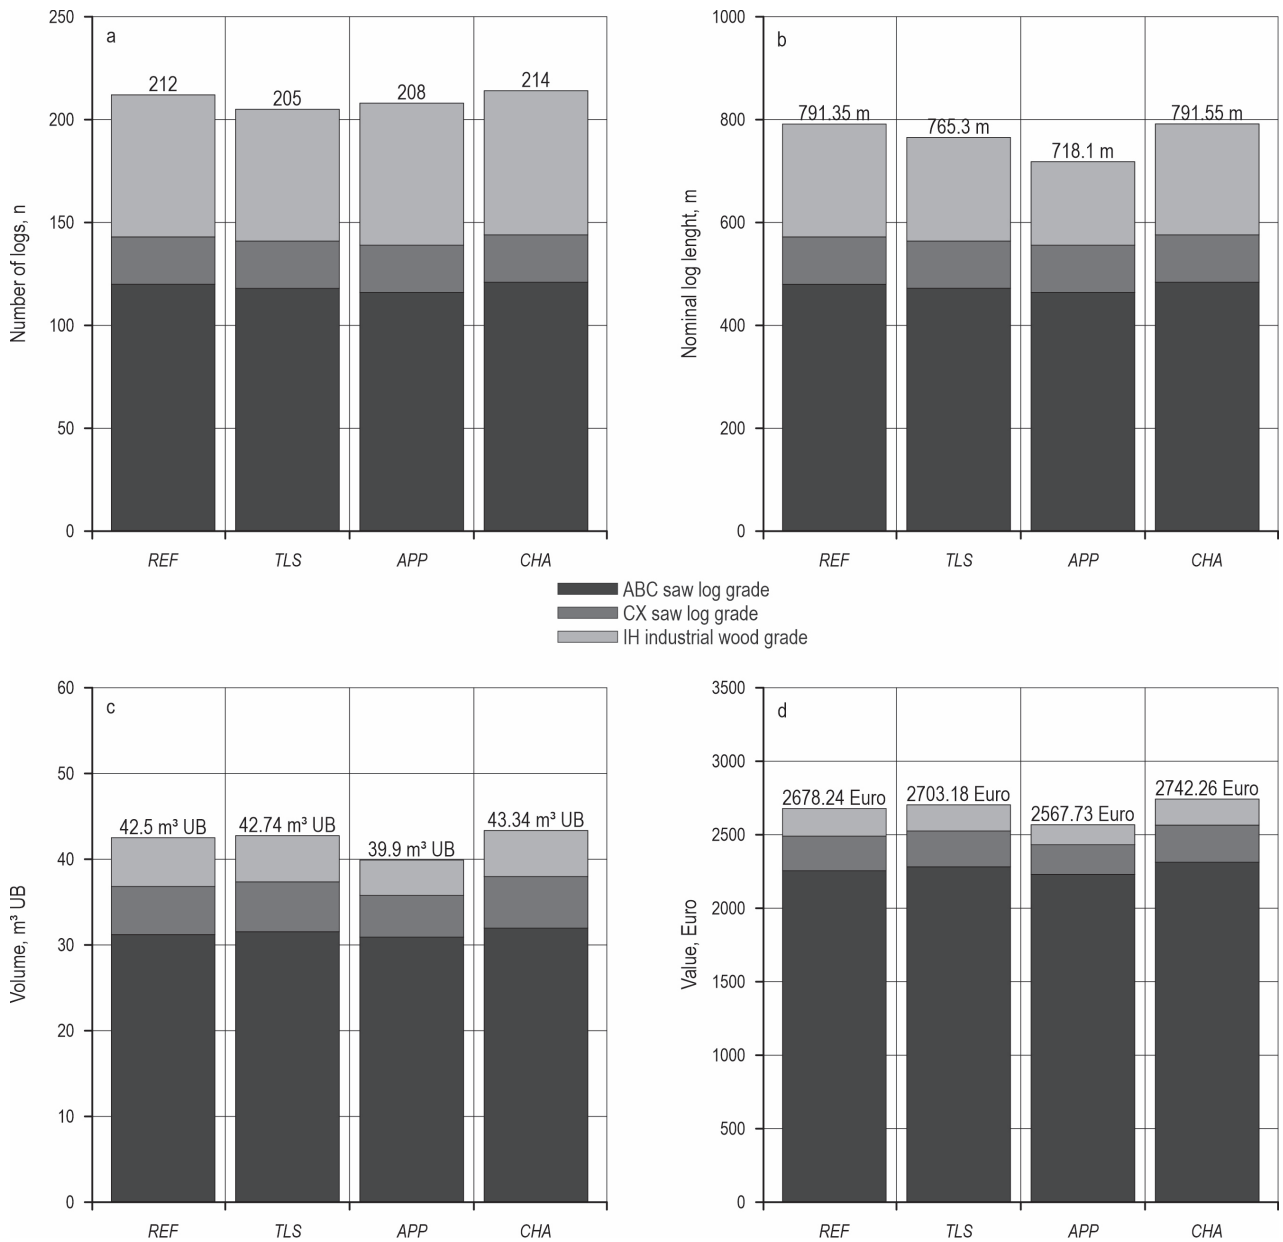 a
Number of logs, n
250
200
150
100
50
0
212
205
208
214
REF
TLS
APP
CHA
b
Nominal log lenght, m
1000
800
600
400
200
0
791.35 m
765.3 m
718.1 m
791.55 m
REF
TLS
APP
CHA
ABC saw log grade
CX saw log grade
IH industrial wood grade
c
Volume, m³ UB
60
50
40
30
20
10
0
42.5 m³ UB
42.74 m³ UB
39.9 m³ UB
43.34 m³ UB
REF
TLS
APP
CHA
d
Value, Euro
3500
3000
2500
2000
1500
1000
500
0
2678.24 Euro
2703.18 Euro
2567.73 Euro
2742.26 Euro
REF
TLS
APP
CHA